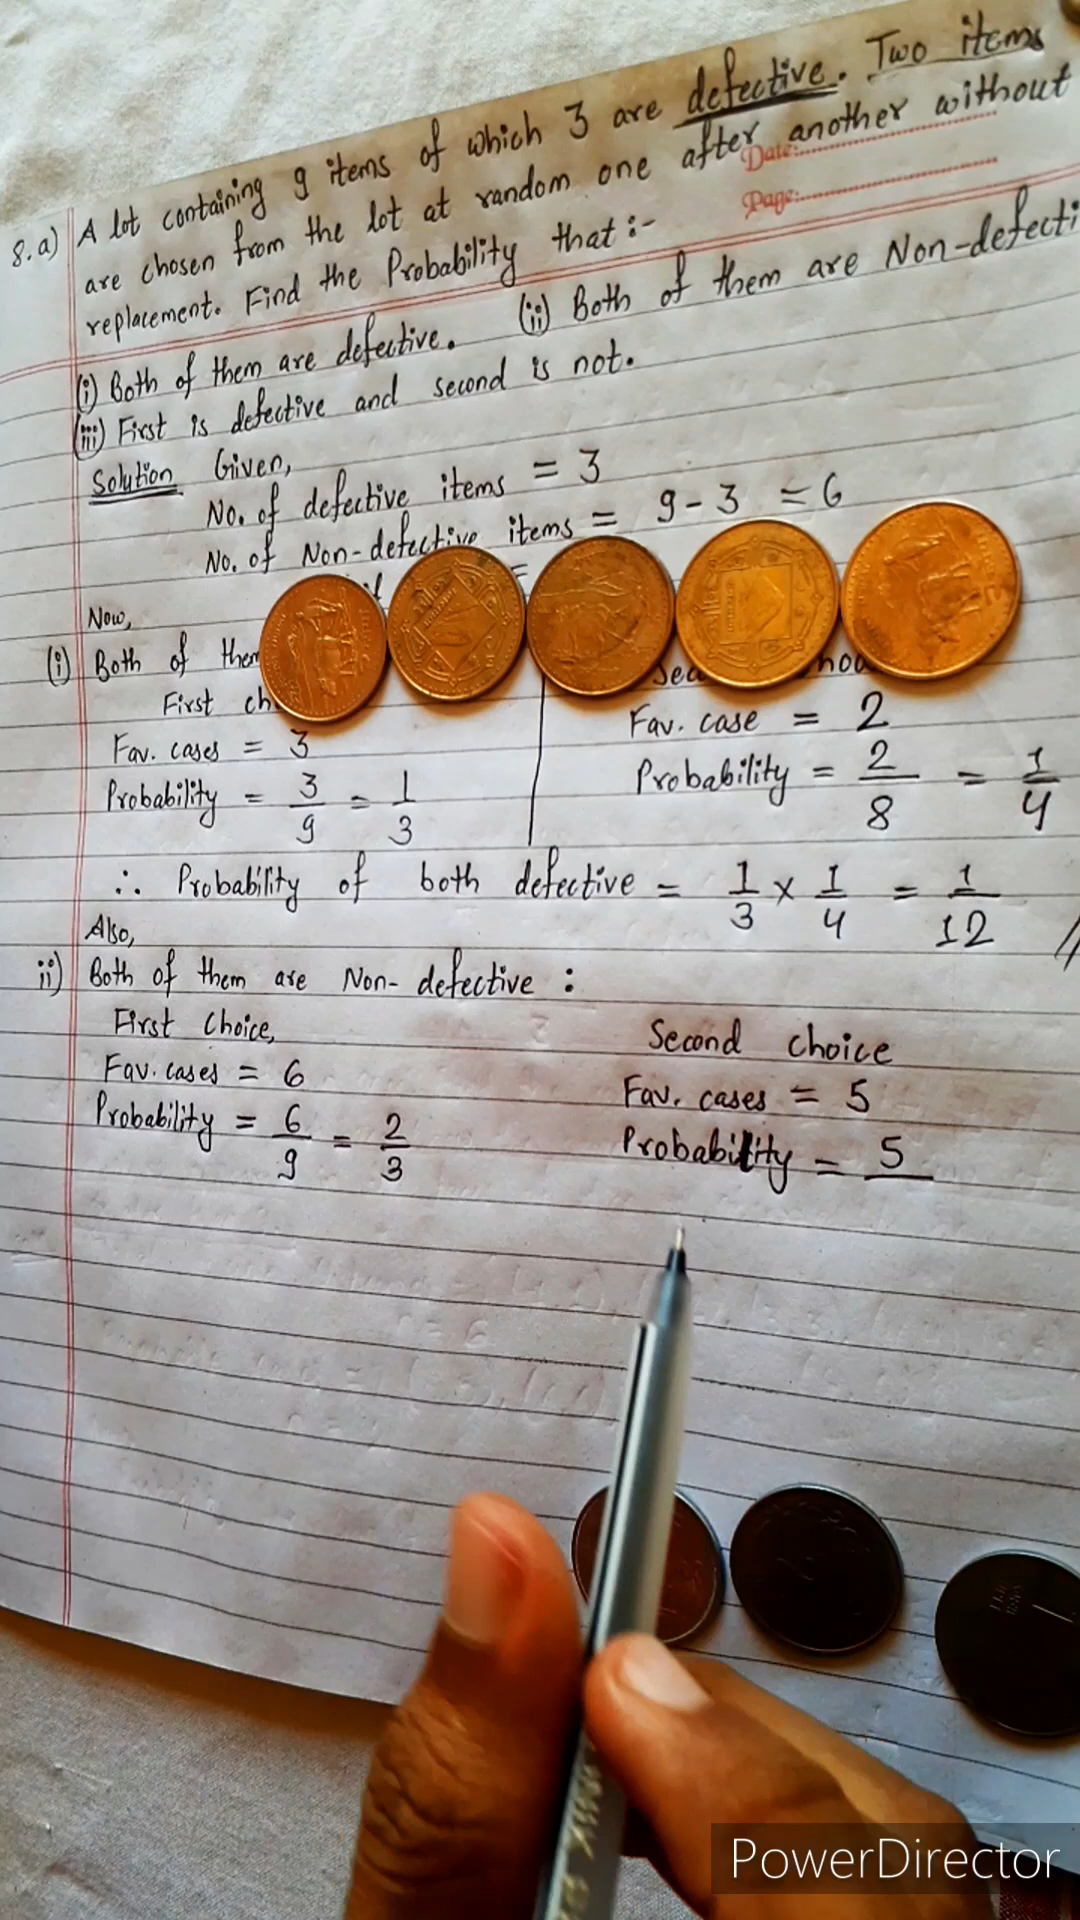 8.a) A lot containing 9 items of which 3 are defective. Two items
are chosen from the lot at random one after another without
Date:
Page:
replacement. Find the Probability that :-
(i) Both of them are defective. (ii) Both of them are Non-defecti
(iii) First is defective and second is not.
Solution Given,
No. of defective items = 3
No. of Non-defective items = 9 - 3 = 6
=
Now,
(i) Both of them
First ch
Fav. cases = 3
Fav. case = 2
Probability = 3/9 = 1/3
Probability = 2/8 = 1/4
∴ Probability of both defective = 1/3 x 1/4 = 1/12 //
Also,
ii) Both of them are Non-defective :
First Choice,
Second choice
Fav. cases = 6
Fav. cases = 5
Probability = 6/9 = 2/3
Probability = 5
PowerDirector